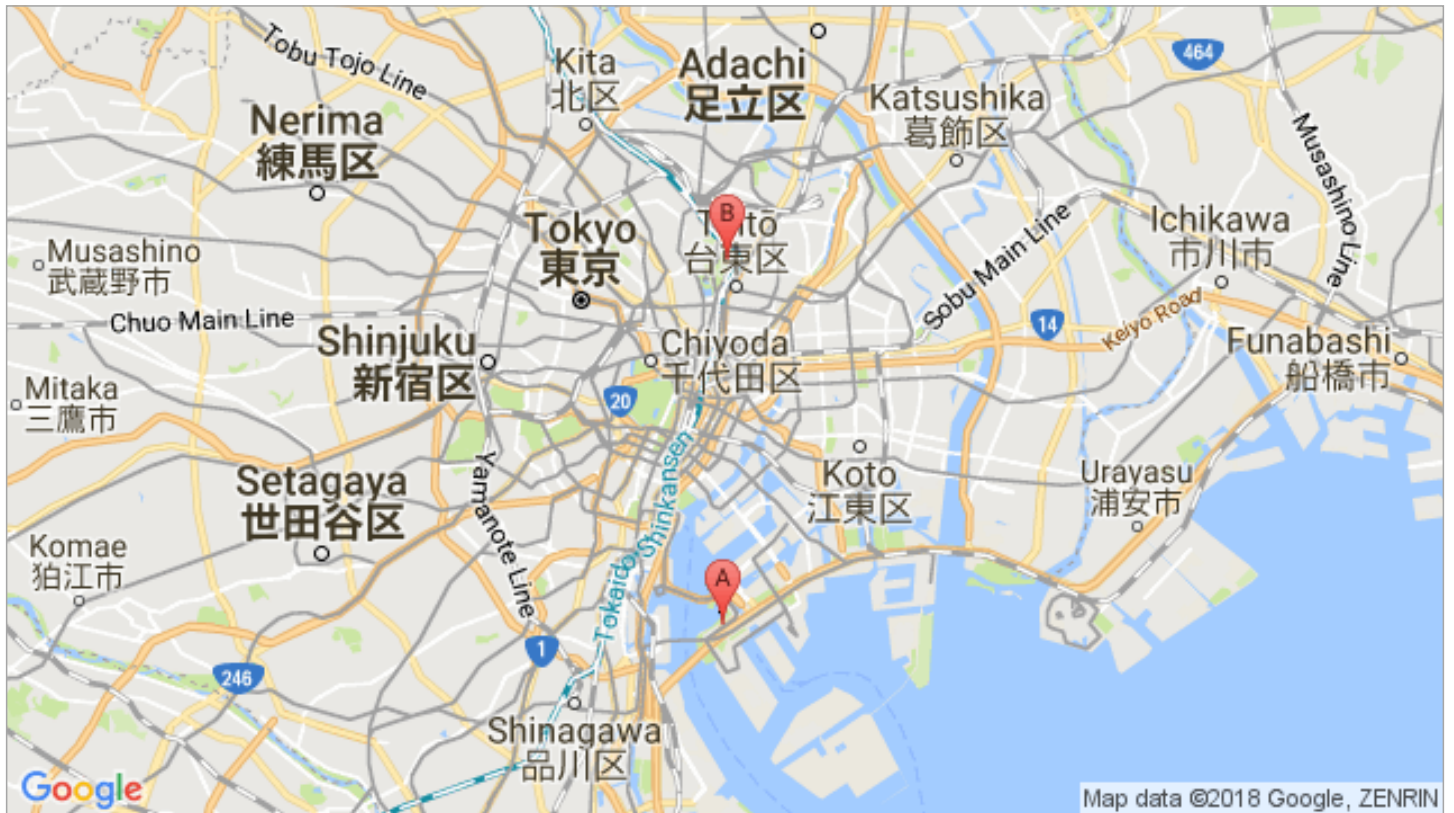 Tobu Tojo Line
Kita
北区
Adachi
足立区
464
Katsushika
葛飾区
Nerima
練馬区
Musashino Line
B
Taitō
台東区
Ichikawa
市川市
Tokyo
東京
Musashino
武蔵野市
Sobu Main Line
Chuo Main Line
14
Keiyo Road
Shinjuku
新宿区
Chiyoda
千代田区
Funabashi
船橋市
Mitaka
三鷹市
20
Yamanote Line
Tokaido Shinkansen
Koto
江東区
Urayasu
浦安市
Setagaya
世田谷区
Komae
狛江市
A
1
246
Shinagawa
品川区
Google
Map data ©2018 Google, ZENRIN